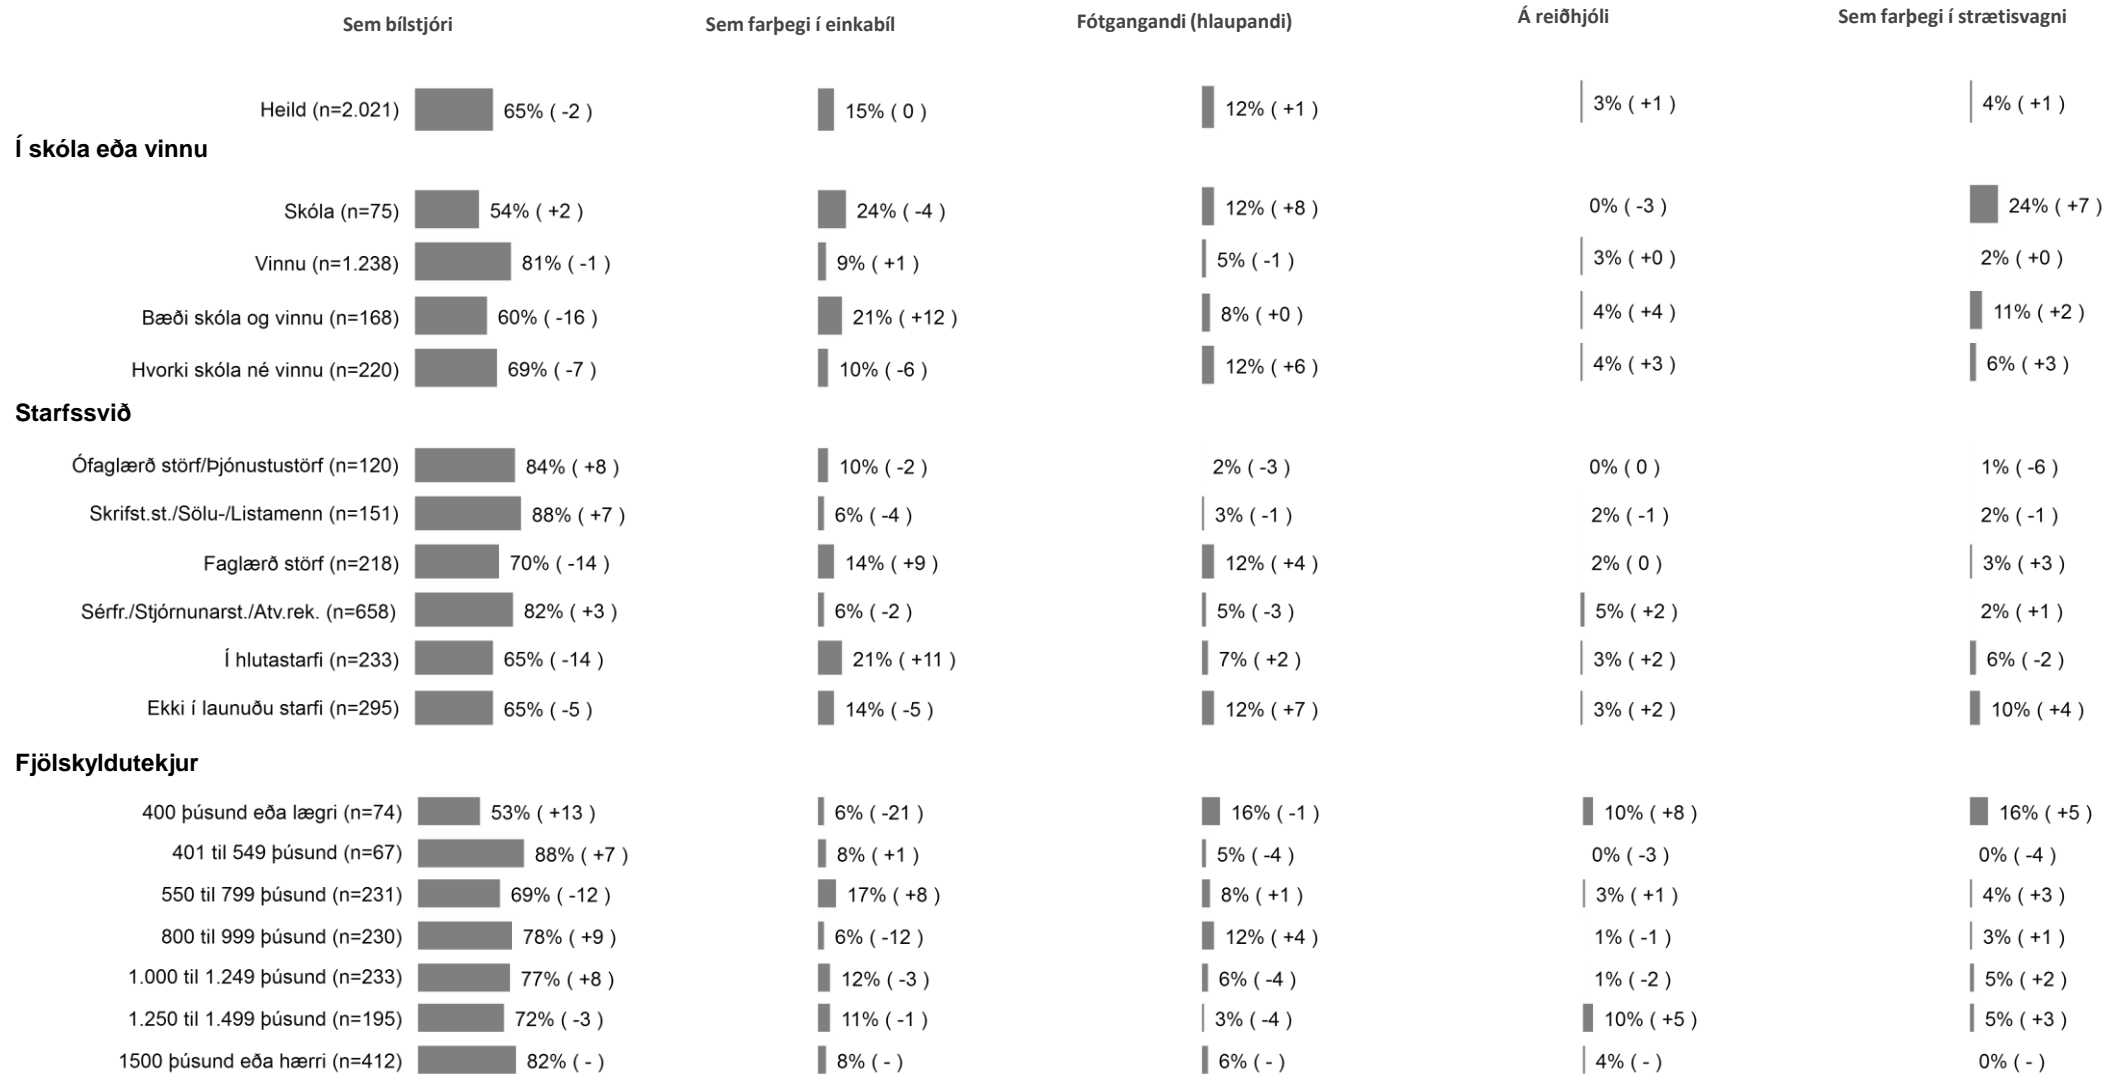 Sem bílstjóri Sem farþegi í einkabíl Fótgangandi (hlaupandi) Á reiðhjóli Sem farþegi í strætisvagni
Heild (n=2.021) 65% ( -2 ) 15% ( 0 ) 12% ( +1 ) 3% ( +1 ) 4% ( +1 )
Í skóla eða vinnu
Skóla (n=75) 54% ( +2 ) 24% ( -4 ) 12% ( +8 ) 0% ( -3 ) 24% ( +7 )
Vinnu (n=1.238) 81% ( -1 ) 9% ( +1 ) 5% ( -1 ) 3% ( +0 ) 2% ( +0 )
Bæði skóla og vinnu (n=168) 60% ( -16 ) 21% ( +12 ) 8% ( +0 ) 4% ( +4 ) 11% ( +2 )
Hvorki skóla né vinnu (n=220) 69% ( -7 ) 10% ( -6 ) 12% ( +6 ) 4% ( +3 ) 6% ( +3 )
Starfssvið
Ófaglærð störf/Þjónustustörf (n=120) 84% ( +8 ) 10% ( -2 ) 2% ( -3 ) 0% ( 0 ) 1% ( -6 )
Skrifst.st./Sölu-/Listamenn (n=151) 88% ( +7 ) 6% ( -4 ) 3% ( -1 ) 2% ( -1 ) 2% ( -1 )
Faglærð störf (n=218) 70% ( -14 ) 14% ( +9 ) 12% ( +4 ) 2% ( 0 ) 3% ( +3 )
Sérfr./Stjórnunarst./Atv.rek. (n=658) 82% ( +3 ) 6% ( -2 ) 5% ( -3 ) 5% ( +2 ) 2% ( +1 )
Í hlutastarfi (n=233) 65% ( -14 ) 21% ( +11 ) 7% ( +2 ) 3% ( +2 ) 6% ( -2 )
Ekki í launuðu starfi (n=295) 65% ( -5 ) 14% ( -5 ) 12% ( +7 ) 3% ( +2 ) 10% ( +4 )
Fjölskyldutekjur
400 þúsund eða lægri (n=74) 53% ( +13 ) 6% ( -21 ) 16% ( -1 ) 10% ( +8 ) 16% ( +5 )
401 til 549 þúsund (n=67) 88% ( +7 ) 8% ( +1 ) 5% ( -4 ) 0% ( -3 ) 0% ( -4 )
550 til 799 þúsund (n=231) 69% ( -12 ) 17% ( +8 ) 8% ( +1 ) 3% ( +1 ) 4% ( +3 )
800 til 999 þúsund (n=230) 78% ( +9 ) 6% ( -12 ) 12% ( +4 ) 1% ( -1 ) 3% ( +1 )
1.000 til 1.249 þúsund (n=233) 77% ( +8 ) 12% ( -3 ) 6% ( -4 ) 1% ( -2 ) 5% ( +2 )
1.250 til 1.499 þúsund (n=195) 72% ( -3 ) 11% ( -1 ) 3% ( -4 ) 10% ( +5 ) 5% ( +3 )
1500 þúsund eða hærri (n=412) 82% ( - ) 8% ( - ) 6% ( - ) 4% ( - ) 0% ( - )